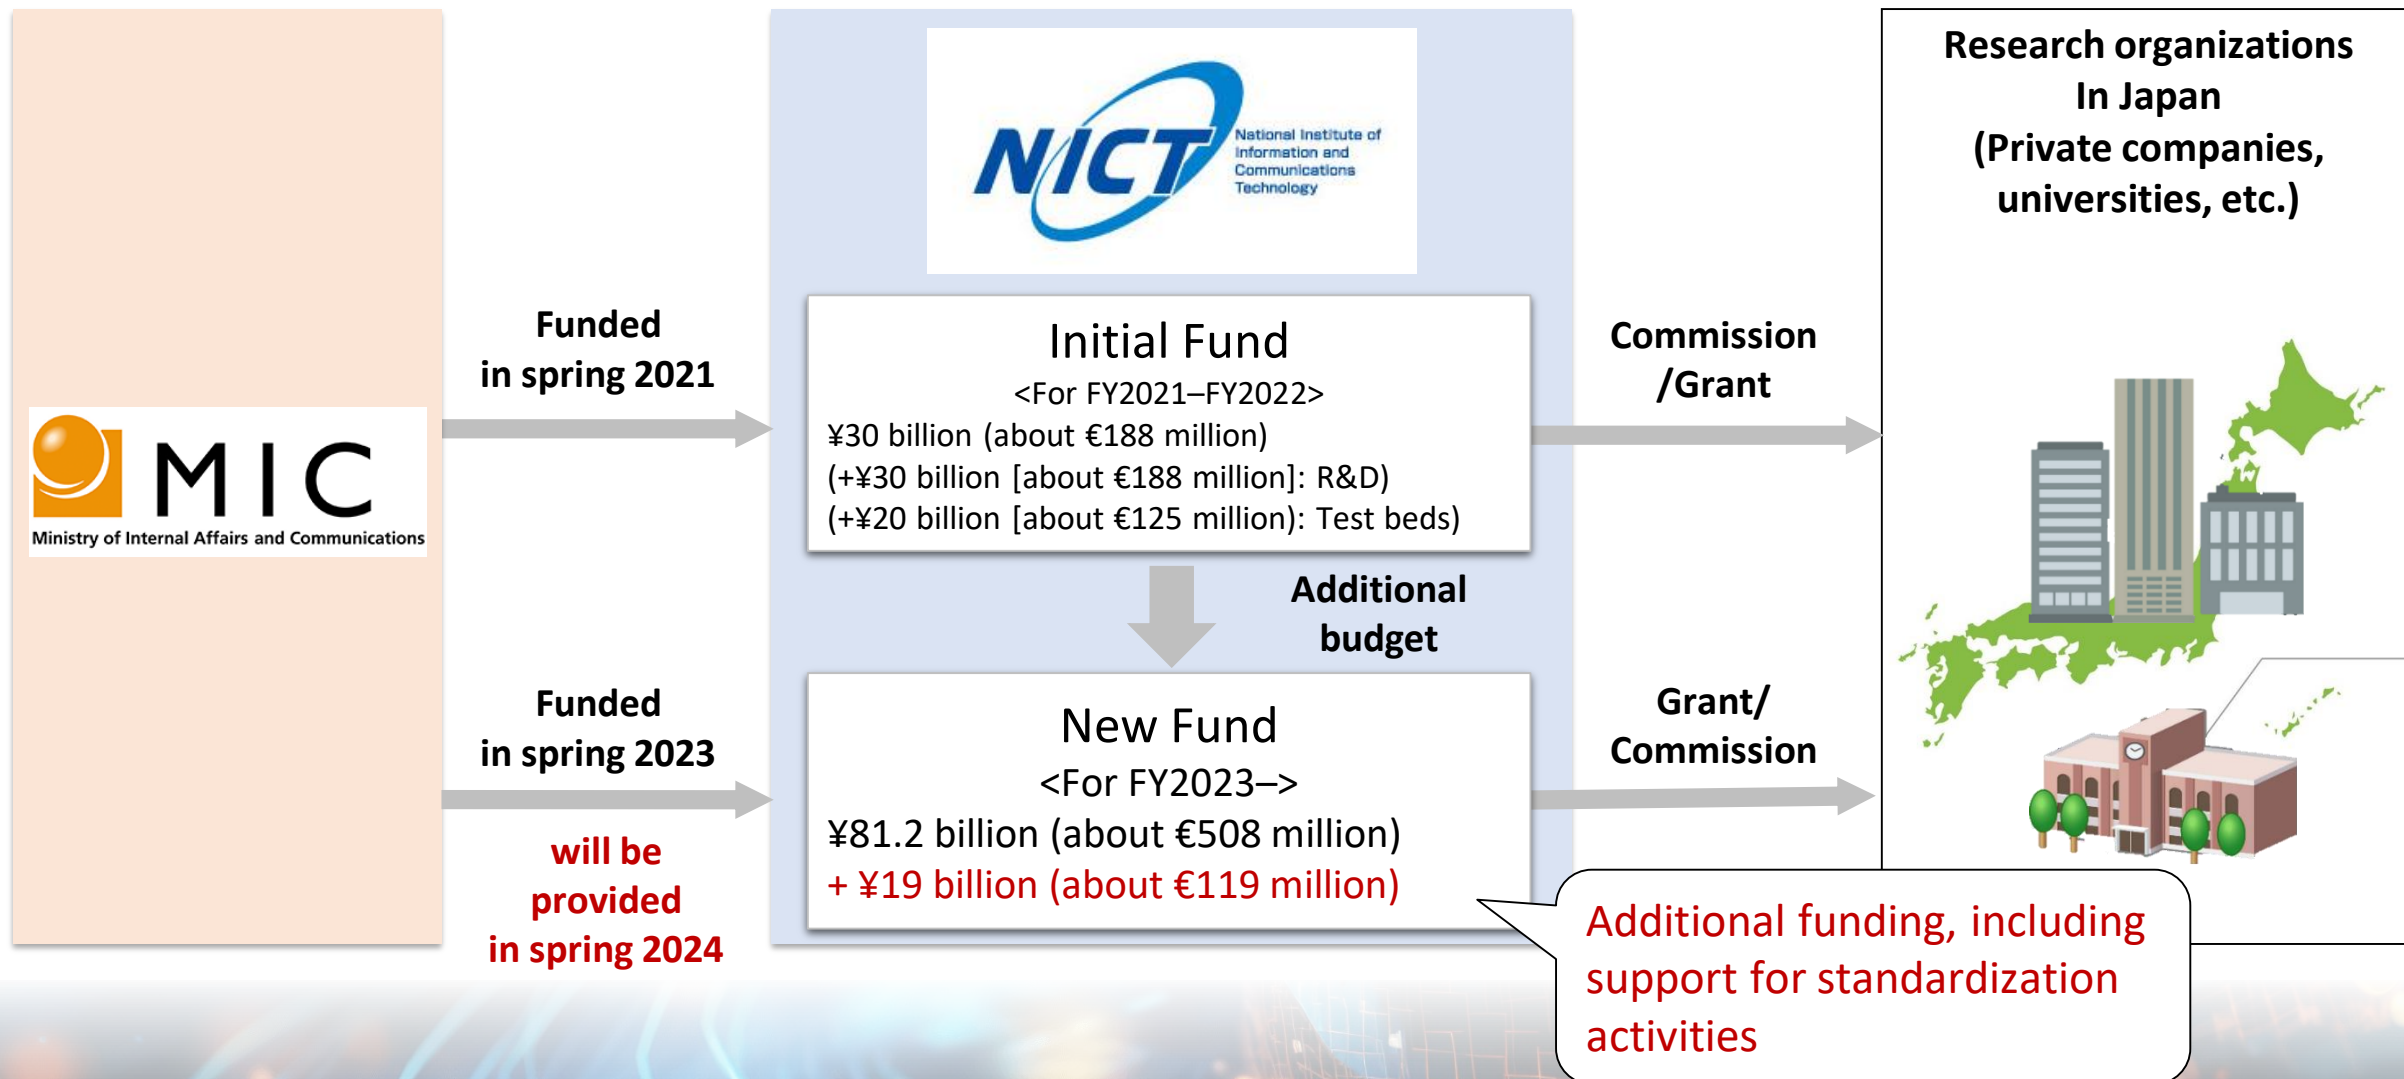 MIC
Ministry of Internal Affairs and Communications
Funded
in spring 2021
Funded
in spring 2023
will be
provided
in spring 2024
NICT
National Institute of
Information and
Communications
Technology
Initial Fund
<For FY2021–FY2022>
¥30 billion (about €188 million)
(+¥30 billion [about €188 million]: R&D)
(+¥20 billion [about €125 million): Test beds)
Additional
budget
New Fund
<For FY2023–>
¥81.2 billion (about €508 million)
+ ¥19 billion (about €119 million)
Commission
/Grant
Grant/
Commission
Research organizations
In Japan
(Private companies,
universities, etc.)
Additional funding, including
support for standardization
activities